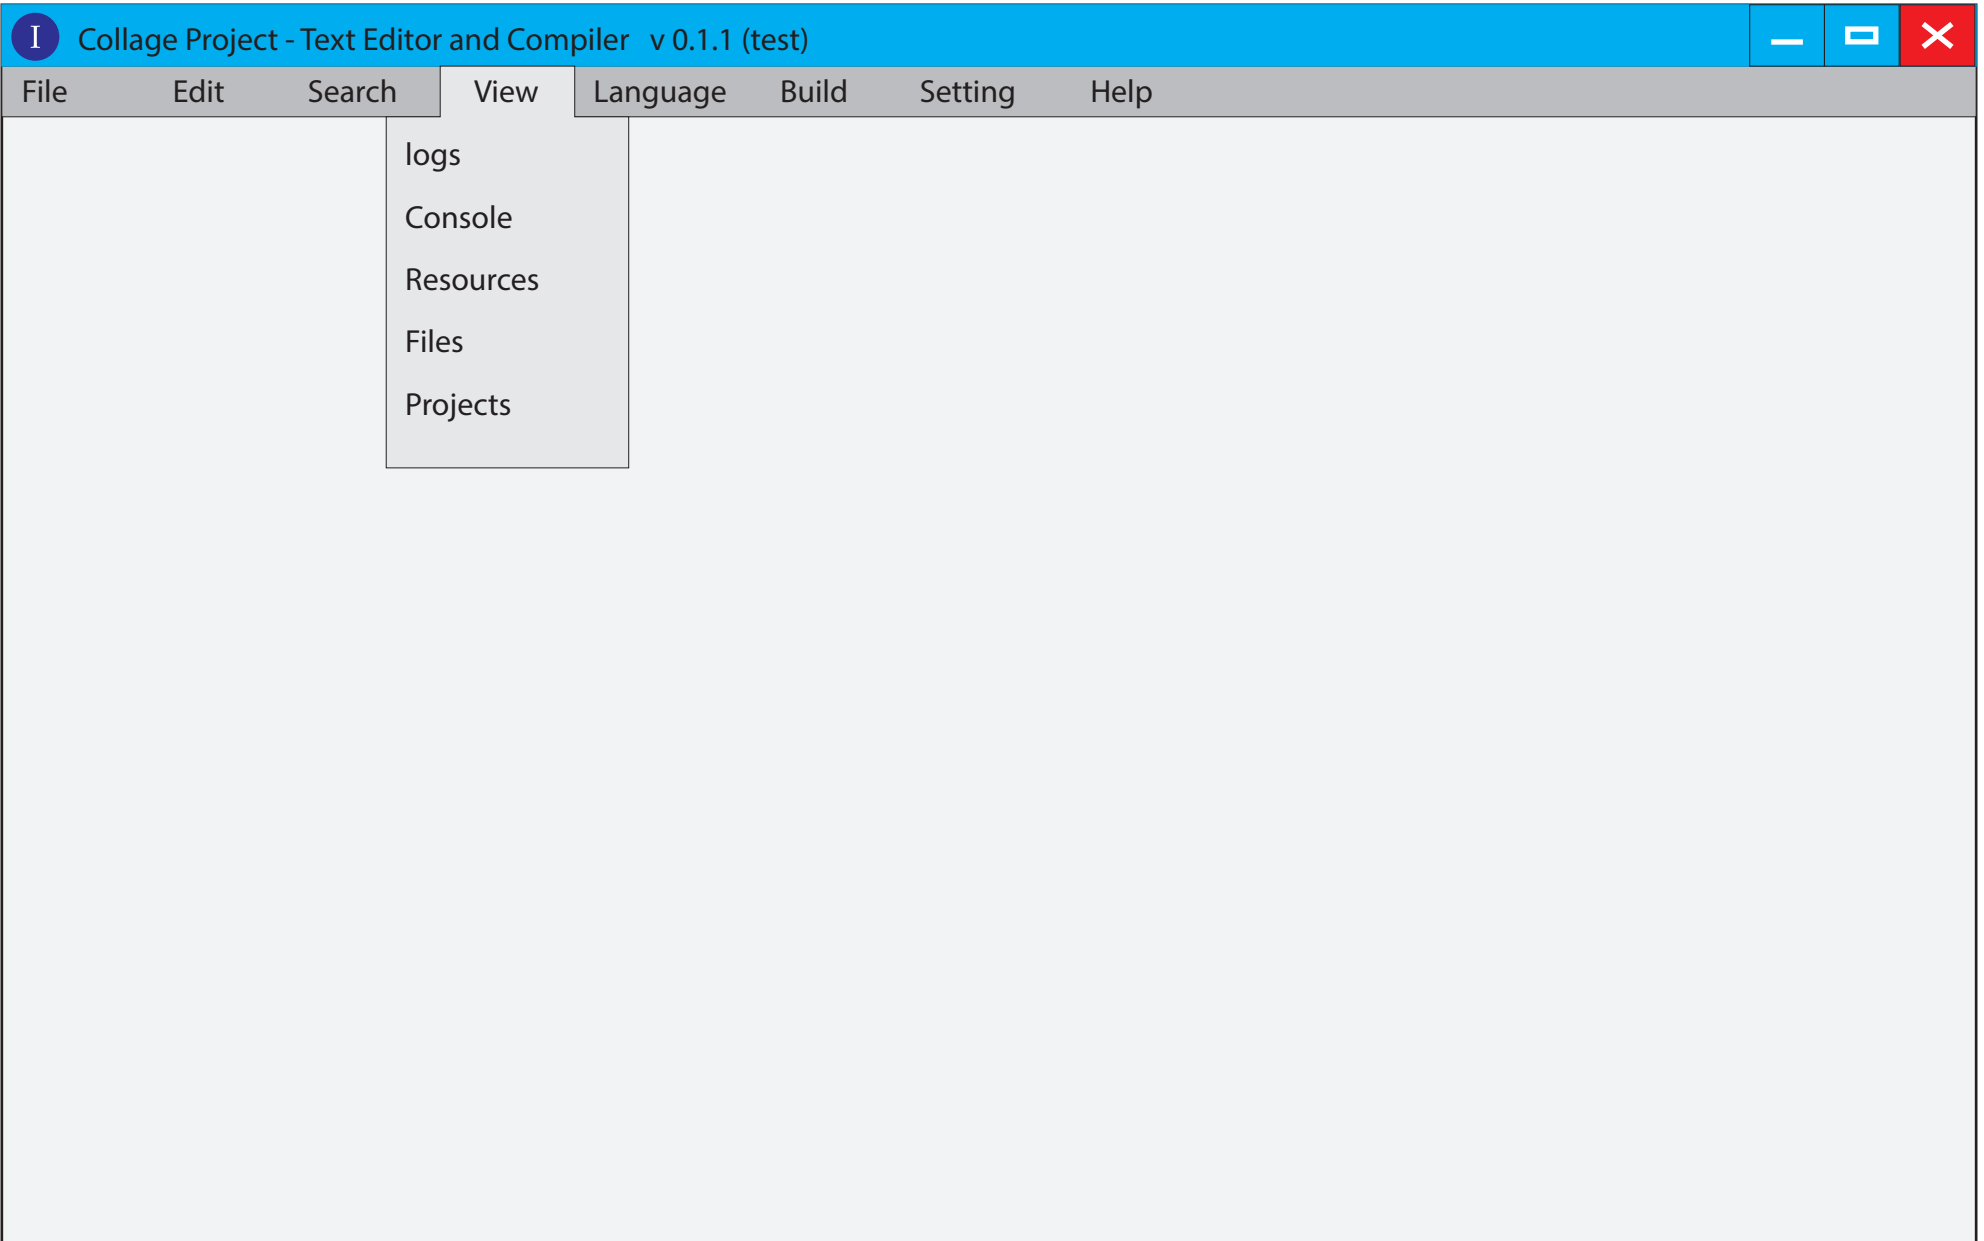 I Collage Project - Text Editor and Compiler v 0.1.1 (test)
File Edit Search View Language Build Setting Help
logs
Console
Resources
Files
Projects